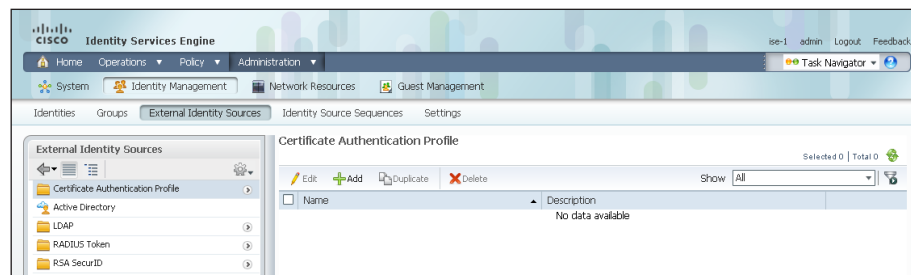 CISCO Identity Services Engine
ise-1 admin Logout Feedback
Home Operations Policy Administration
Task Navigator
System Identity Management Network Resources Guest Management
Identities Groups External Identity Sources Identity Source Sequences Settings
External Identity Sources
Certificate Authentication Profile
Active Directory
LDAP
RADIUS Token
RSA SecurID
Certificate Authentication Profile
Selected 0 | Total 0
Edit Add Duplicate Delete Show All
Name Description
No data available